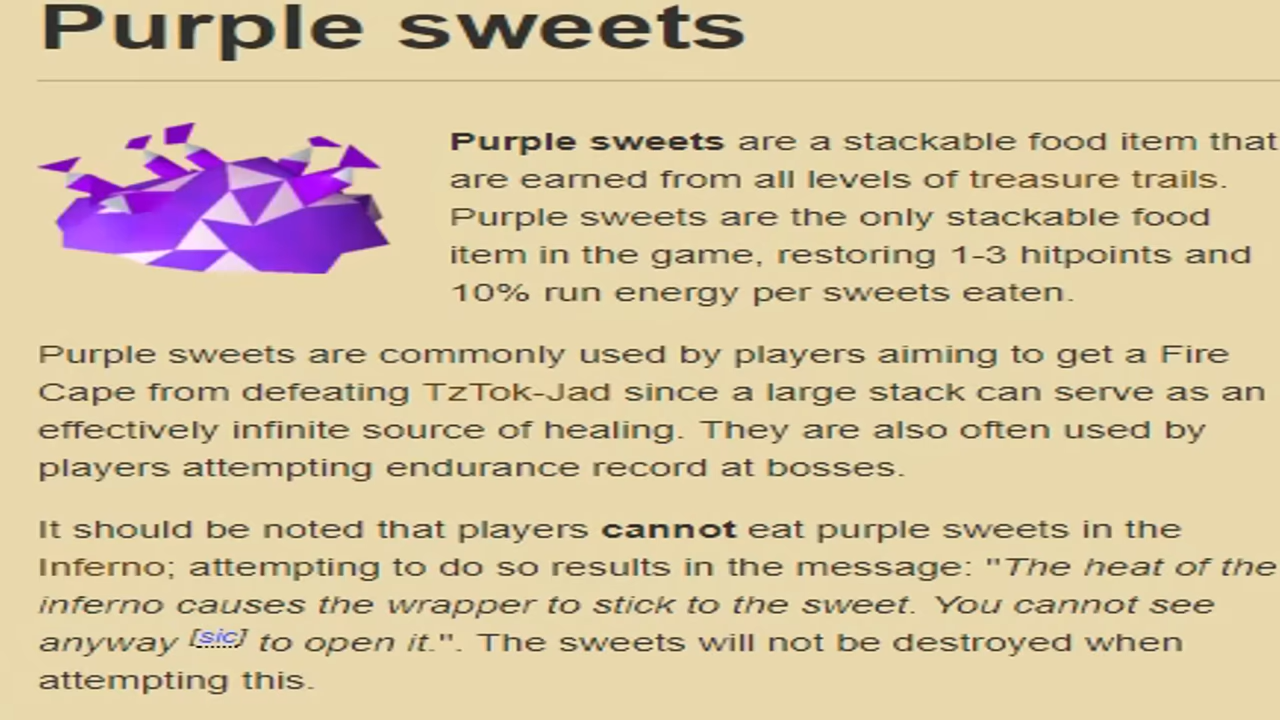 Purple sweets
Purple sweets are a stackable food item that
are earned from all levels of treasure trails.
Purple sweets are the only stackable food
item in the game, restoring 1-3 hitpoints and
10% run energy per sweets eaten.
Purple sweets are commonly used by players aiming to get a Fire
Cape from defeating TzTok-Jad since a large stack can serve as an
effectively infinite source of healing. They are also often used by
players attempting endurance record at bosses.
It should be noted that players cannot eat purple sweets in the
Inferno; attempting to do so results in the message: "The heat of the
inferno causes the wrapper to stick to the sweet. You cannot see
anyway [sic] to open it.". The sweets will not be destroyed when
attempting this.